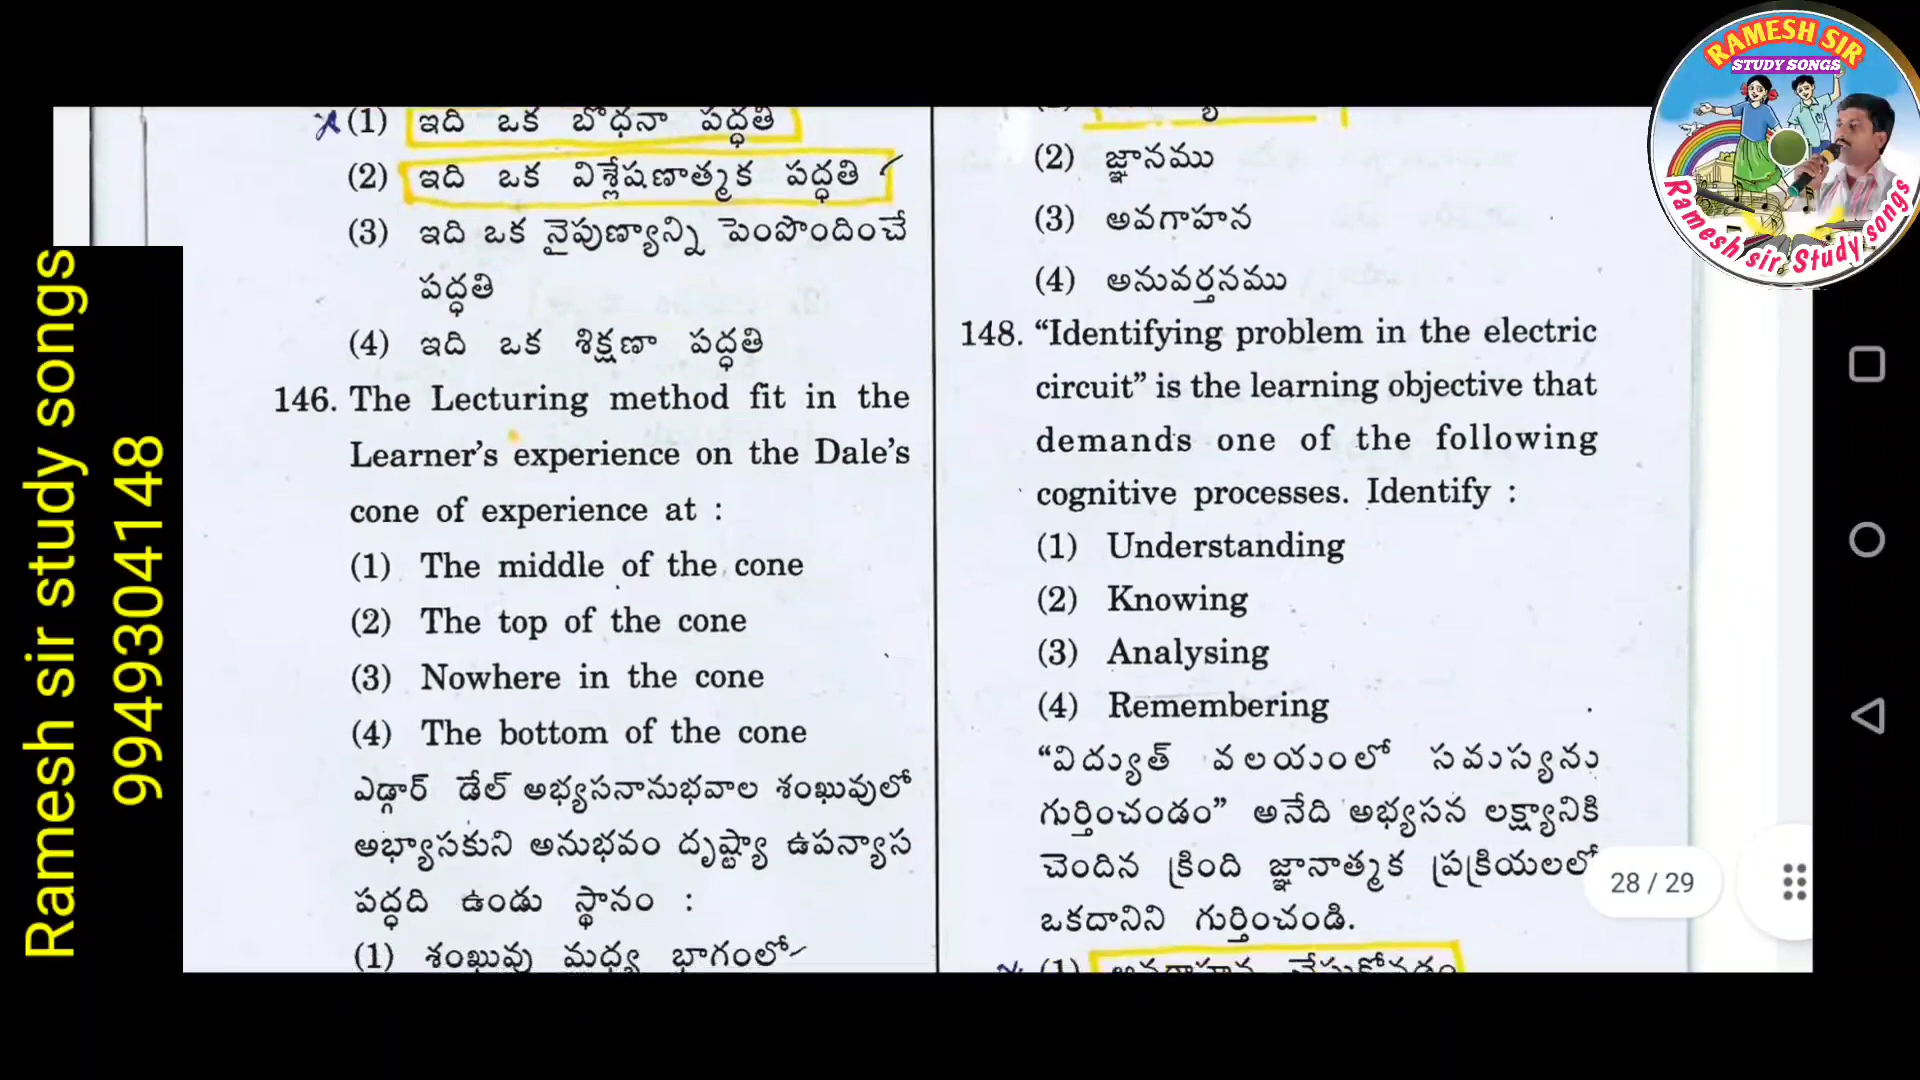 RAMESH SIR
STUDY SONGS
Ramesh sir Study songs
Ramesh sir study songs
9949304148
(1) ఇది ఒక బోధనా పద్ధతి
(2) ఇది ఒక విశ్లేషణాత్మక పద్ధతి
(3) ఇది ఒక నైపుణ్యాన్ని పెంపొందించే
పద్ధతి
(4) ఇది ఒక శిక్షణా పద్ధతి
146. The Lecturing method fit in the
Learner’s experience on the Dale’s
cone of experience at :
(1) The middle of the cone
(2) The top of the cone
(3) Nowhere in the cone
(4) The bottom of the cone
ఎడ్గార్ డేల్ అభ్యసనానుభవాల శంఖువులో
అభ్యాసకుని అనుభవం దృష్ట్యా ఉపన్యాస
పద్ధది ఉండు స్థానం :
(1) శంఖువు మధ్య భాగంలో
(2) జ్ఞానము
(3) అవగాహన
(4) అనువర్తనము
148. “Identifying problem in the electric
circuit” is the learning objective that
demands one of the following
cognitive processes. Identify :
(1) Understanding
(2) Knowing
(3) Analysing
(4) Remembering
“విద్యుత్ వలయంలో సమస్యను
గుర్తించండం” అనేది అభ్యసన లక్ష్యానికి
చెందిన క్రింది జ్ఞానాత్మక ప్రక్రియలలో
ఒకదానిని గుర్తించండి.
(1) అవగాహన చేసుకోవడం
28 / 29